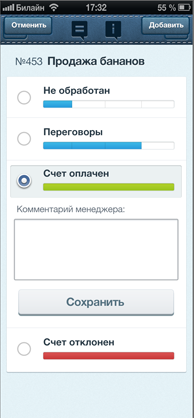 Билайн 17:32 55 %
Отменить Добавить
№453 Продажа бананов
Не обработан
Переговоры
Счет оплачен
Комментарий менеджера:
Сохранить
Счет отклонен